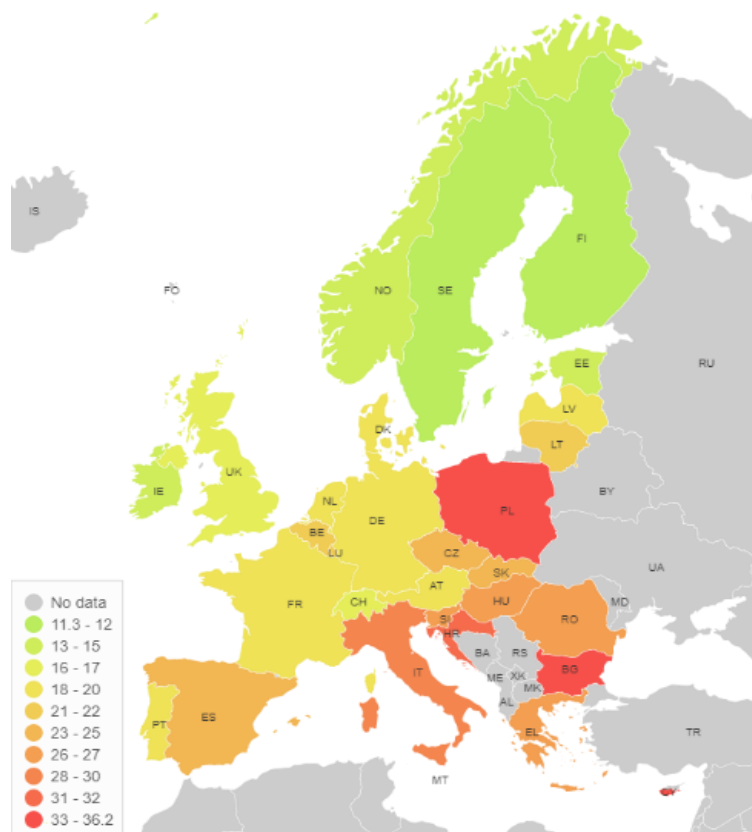 IS
FO
NO
SE
FI
RU
EE
LV
LT
DK
IE
UK
NL
BE
LU
DE
PL
BY
UA
CZ
SK
FR
CH
AT
HU
MD
RO
SI
HR
BA
RS
IT
ME
XK
BG
MK
AL
PT
ES
EL
TR
MT
No data
11.3 - 12
13 - 15
16 - 17
18 - 20
21 - 22
23 - 25
26 - 27
28 - 30
31 - 32
33 - 36.2